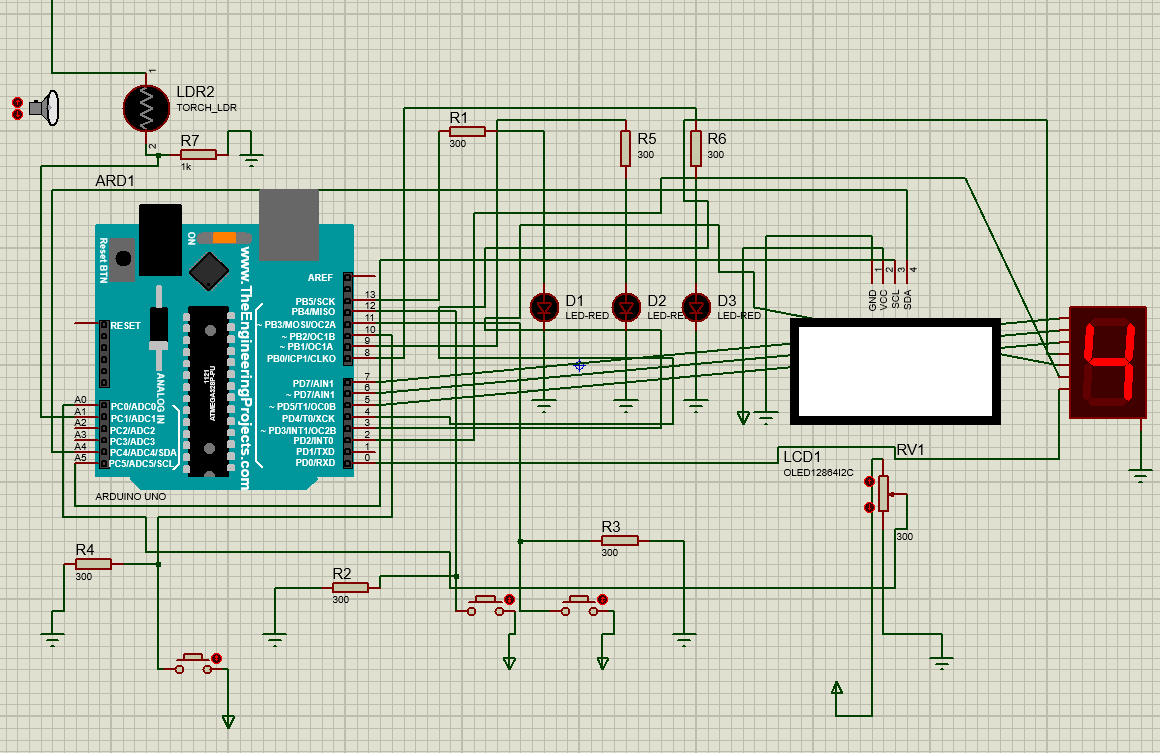 1
LDR2
TORCH_LDR
2
R7
1k
R1
300
R5
300
R6
300
ARD1
Reset BTN
ON
www.TheEngineeringProjects.com
AREF
RESET
PB5/SCK
13
PB4/MISO
12
~ PB3/MOSI/OC2A
11
~ PB2/OC1B
10
~ PB1/OC1A
9
PB0/ICP1/CLKO
8
PD7/AIN1
7
~ PD7/AIN1
6
~ PD5/T1/OC0B
5
PD4/T0/XCK
4
~ PD3/INT1/OC2B
3
PD2/INT0
2
PD1/TXD
1
PD0/RXD
0
1121
ATMEGA328P-PU
ANALOG IN
A0
PC0/ADC0
A1
PC1/ADC1
A2
PC2/ADC2
A3
PC3/ADC3
A4
PC4/ADC4/SDA
A5
PC5/ADC5/SCL
ARDUINO UNO
D1
LED-RED
D2
LED-RED
D3
LED-RED
1
2
3
4
GND
VCC
SCL
SDA
4
LCD1
OLED12864I2C
RV1
300
R4
300
R2
300
R3
300